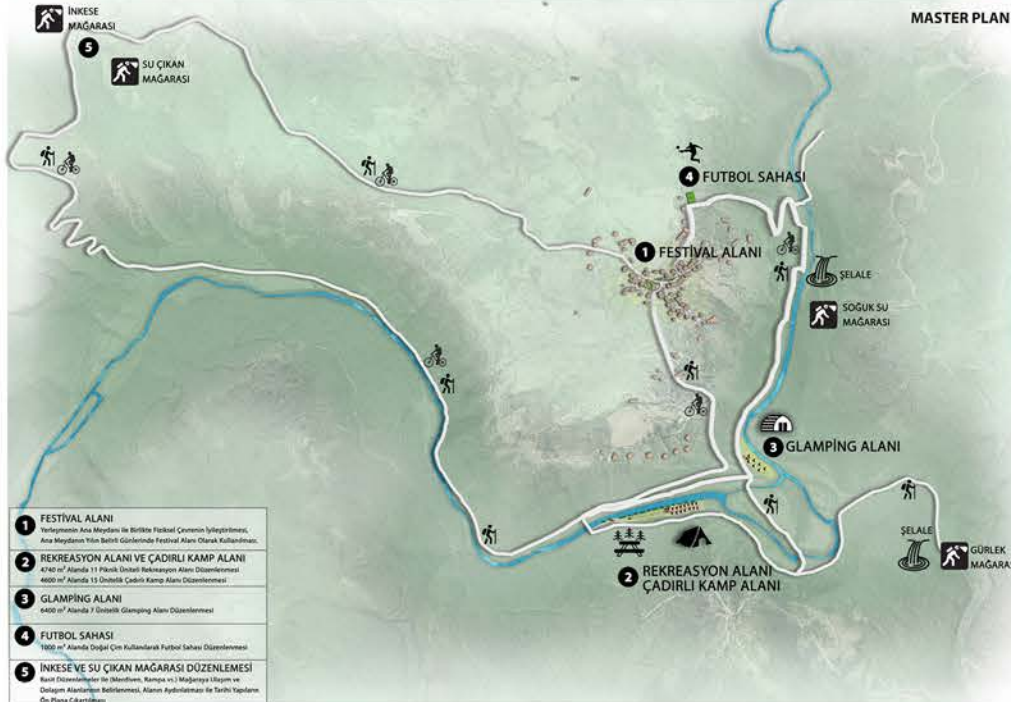 MASTER PLAN
İNKESE
MAĞARASI
5
SU ÇIKAN
MAĞARASI
4 FUTBOL SAHASI
1 FESTİVAL ALANI
ŞELALE
SOĞUK SU
MAĞARASI
3 GLAMPİNG ALANI
ŞELALE
GÜRLEK
MAĞARAS
2 REKREASYON ALANI
ÇADIRLI KAMP ALANI
1 FESTİVAL ALANI
Yerleşmenin Ana Meydanı ile Birlikte Fiziksel Çevrenin İyileştirilmesi,
Ana Meydanın Yılın Belirli Günlerinde Festival Alanı Olarak Kullanılması.
2 REKREASYON ALANI VE ÇADIRLI KAMP ALANI
4740 m² Alanda 11 Piknik Üniteli Rekreasyon Alanı Düzenlenmesi
4600 m² Alanda 15 Ünitelik Çadırlı Kamp Alanı Düzenlenmesi
3 GLAMPİNG ALANI
6400 m² Alanda 7 Ünitelik Glamping Alanı Düzenlenmesi
4 FUTBOL SAHASI
1000 m² Alanda Doğal Çim Kullanılarak Futbol Sahası Düzenlenmesi
5 İNKESE VE SU ÇIKAN MAĞARASI DÜZENLEMESİ
Basit Düzenlemeler ile (Merdiven, Rampa vs.) Mağaraya Ulaşım ve
Dolaşım Alanlarının Belirlenmesi, Alanın Aydınlatması ile Tarihi Yapıların
Ön Plana Çıkartılması